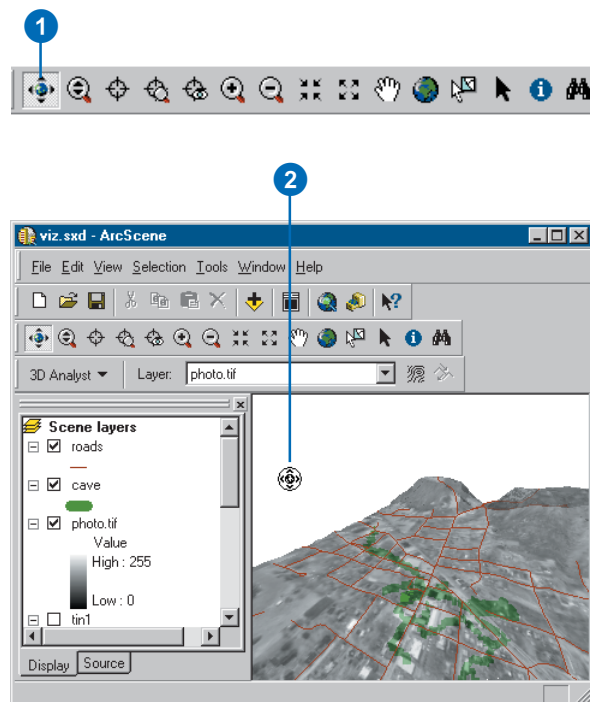 1
2
viz.sxd - ArcScene
File Edit View Selection Tools Window Help
3D Analyst Layer: photo.tif
Scene layers
roads
cave
photo.tif
Value
High : 255
Low : 0
tin1
Display Source